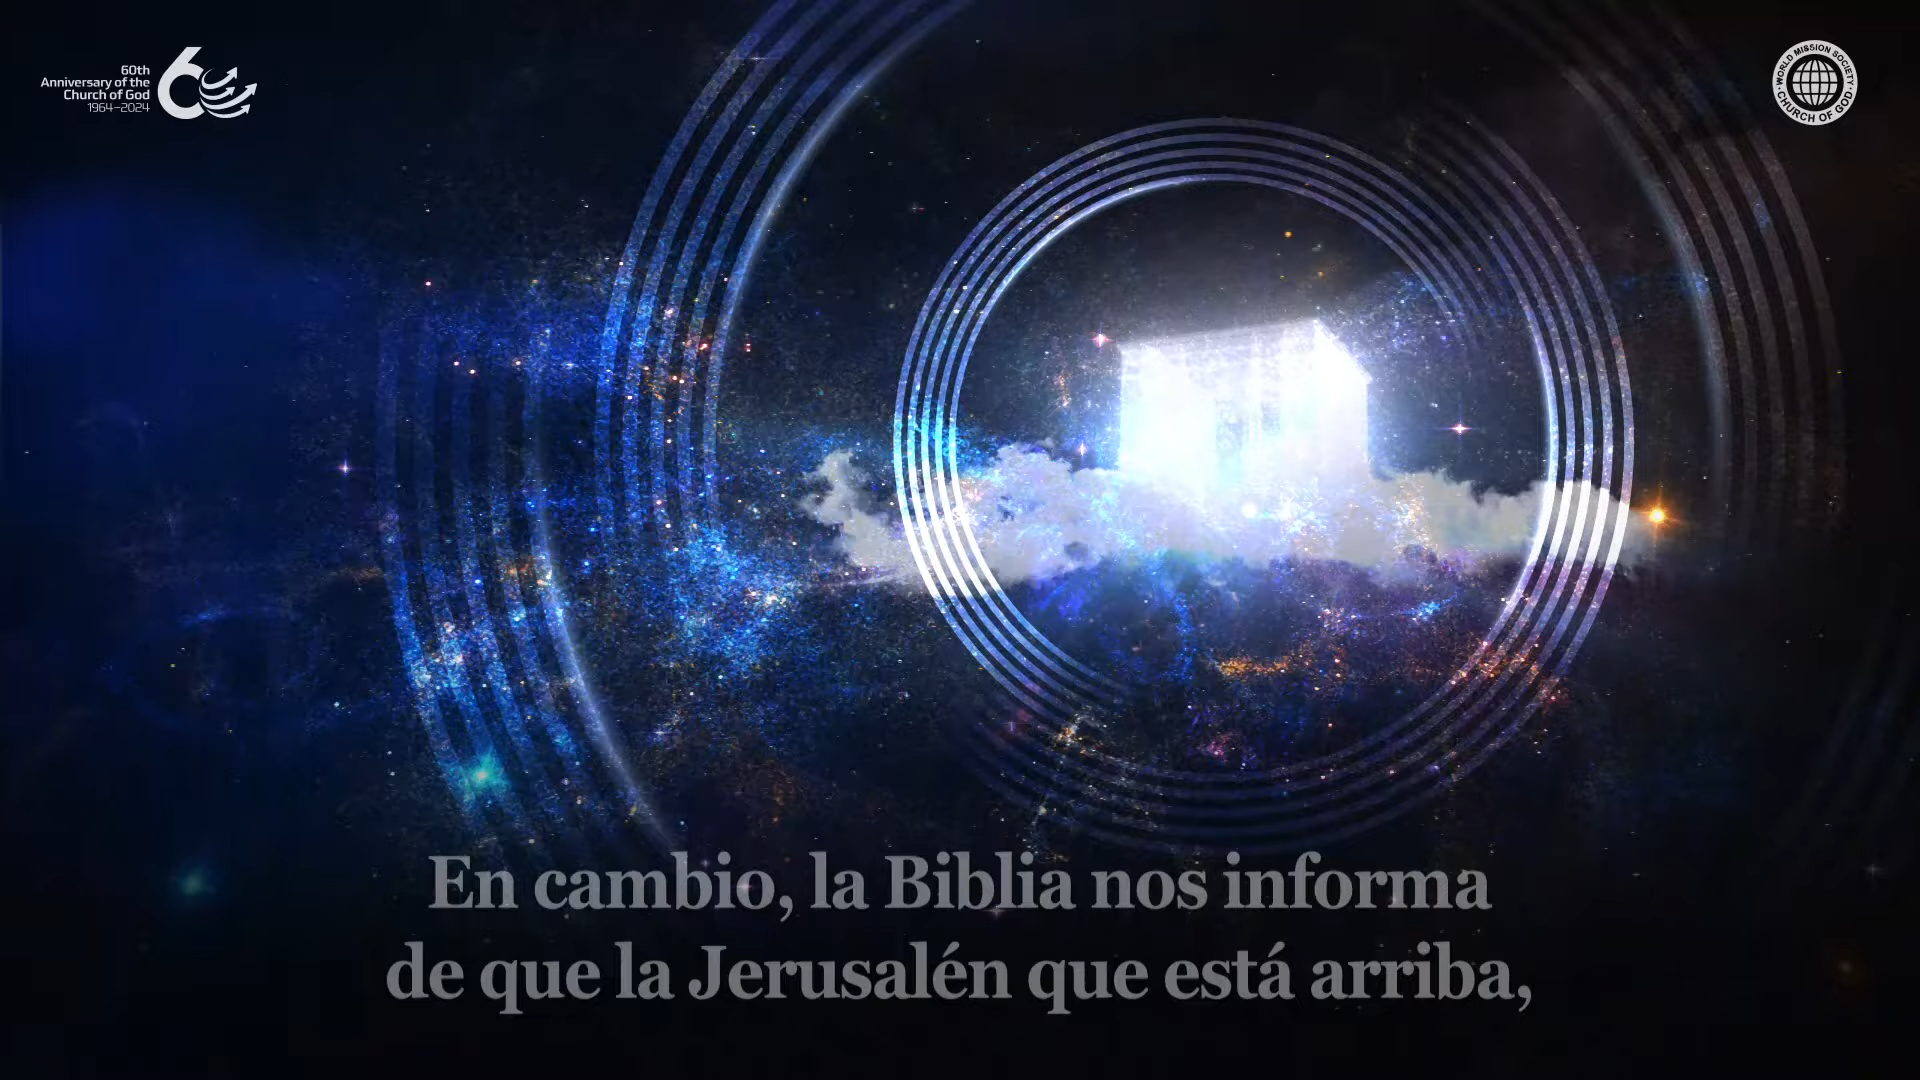 60th
Anniversary of the
Church of God
1964–2024
60
WORLD MISSION SOCIETY
CHURCH OF GOD
En cambio, la Biblia nos informa
de que la Jerusalén que está arriba,